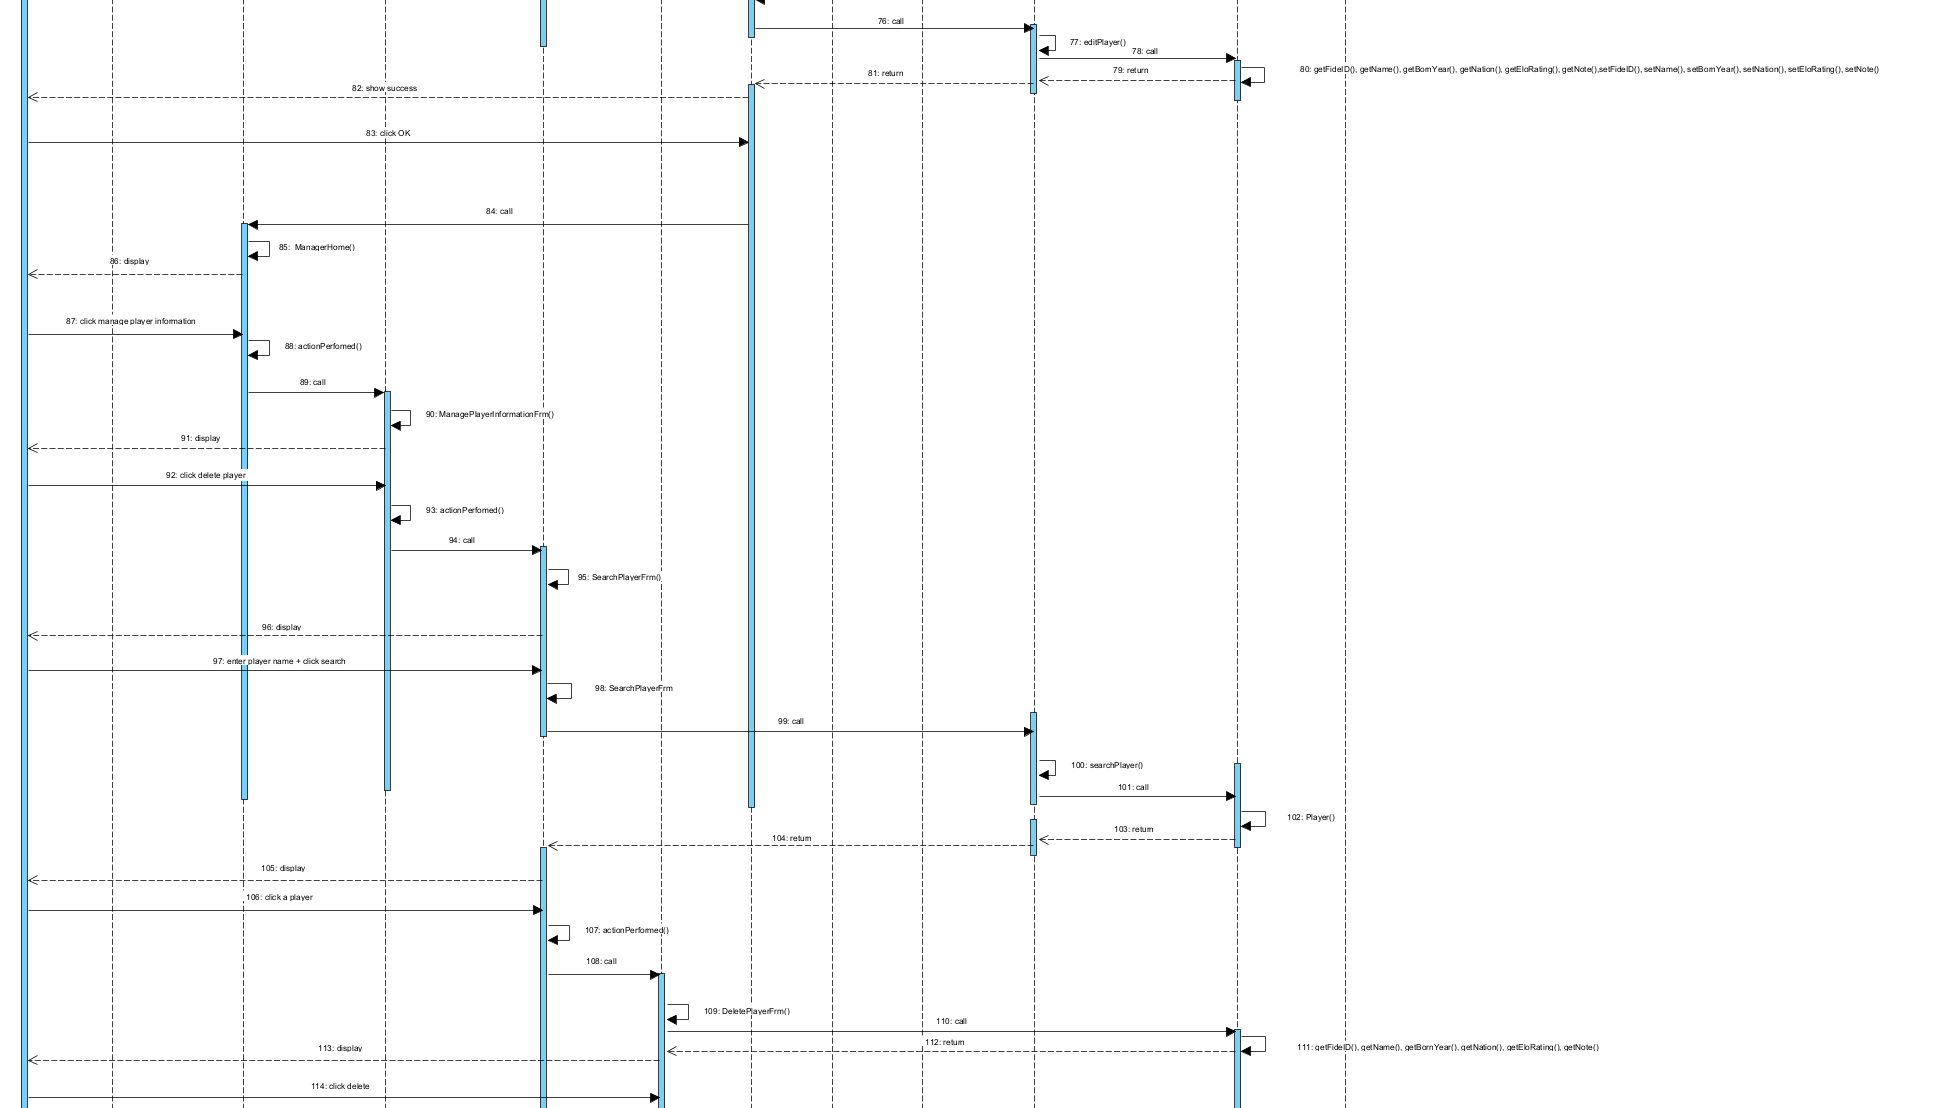 76: call
77: editPlayer()
78: call
79: return
80: getFideID(), getName(), getBornYear(), getNation(), getEloRating(), getNote(),setFideID(), setName(), setBornYear(), setNation(), setEloRating(), setNote()
81: return
82: show success
83: click OK
84: call
85:  ManagerHome()
86: display
87: click manage player information
88: actionPerfomed()
89: call
90: ManagePlayerInformationFrm()
91: display
92: click delete player
93: actionPerfomed()
94: call
95: SearchPlayerFrm()
96: display
97: enter player name + click search
98: SearchPlayerFrm
99: call
100: searchPlayer()
101: call
102: Player()
103: return
104: return
105: display
106: click a player
107: actionPerformed()
108: call
109: DeletePlayerFrm()
110: call
111: getFideID(), getName(), getBornYear(), getNation(), getEloRating(), getNote()
112: return
113: display
114: click delete